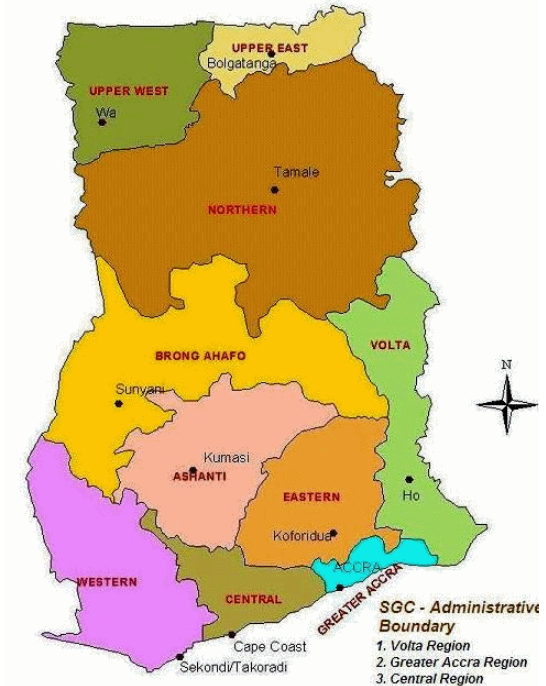 UPPER EAST
Bolgatanga
UPPER WEST
Wa
Tamale
NORTHERN
VOLTA
BRONG AHAFO
N
Sunyani
Kumasi
ASHANTI
EASTERN
Ho
Koforidua
ACCRA
WESTERN
CENTRAL
GREATER ACCRA
Cape Coast
Sekondi/Takoradi
SGC - Administrative
Boundary
1. Volta Region
2. Greater Accra Region
3. Central Region